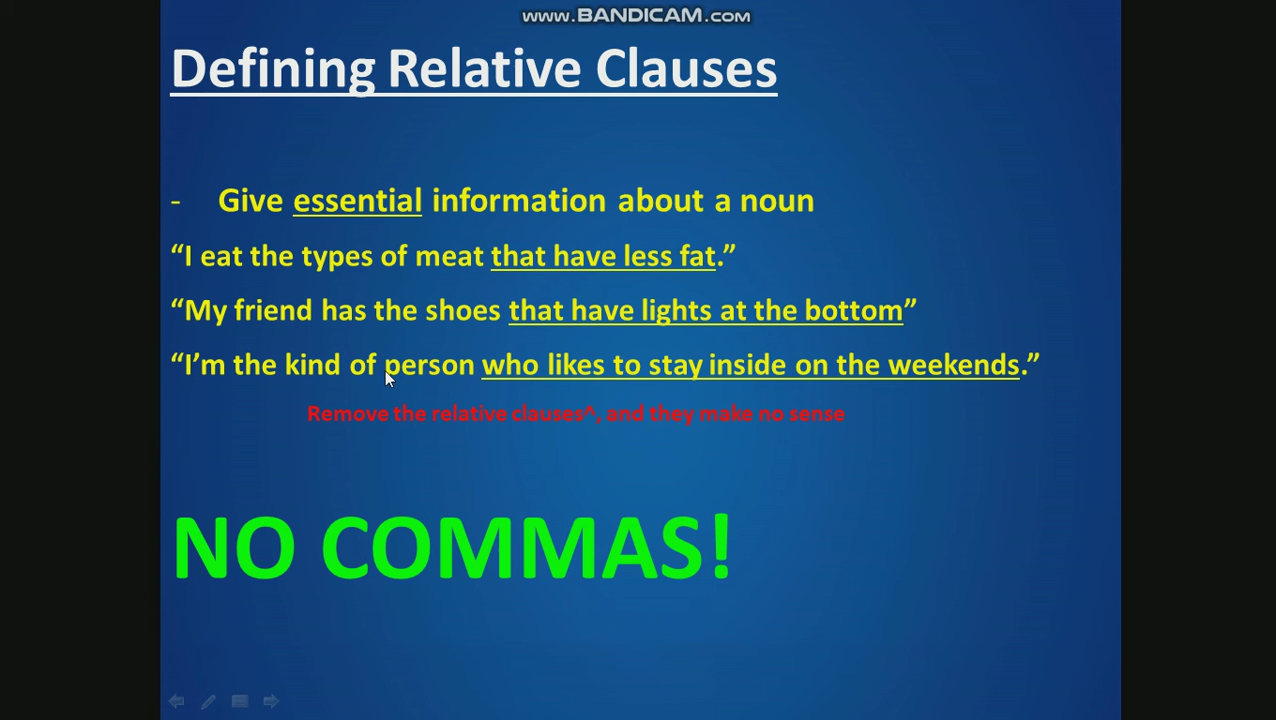 www.BANDICAM.com
Defining Relative Clauses
- Give essential information about a noun
“I eat the types of meat that have less fat.”
“My friend has the shoes that have lights at the bottom”
“I’m the kind of person who likes to stay inside on the weekends.”
Remove the relative clauses^, and they make no sense
NO COMMAS!